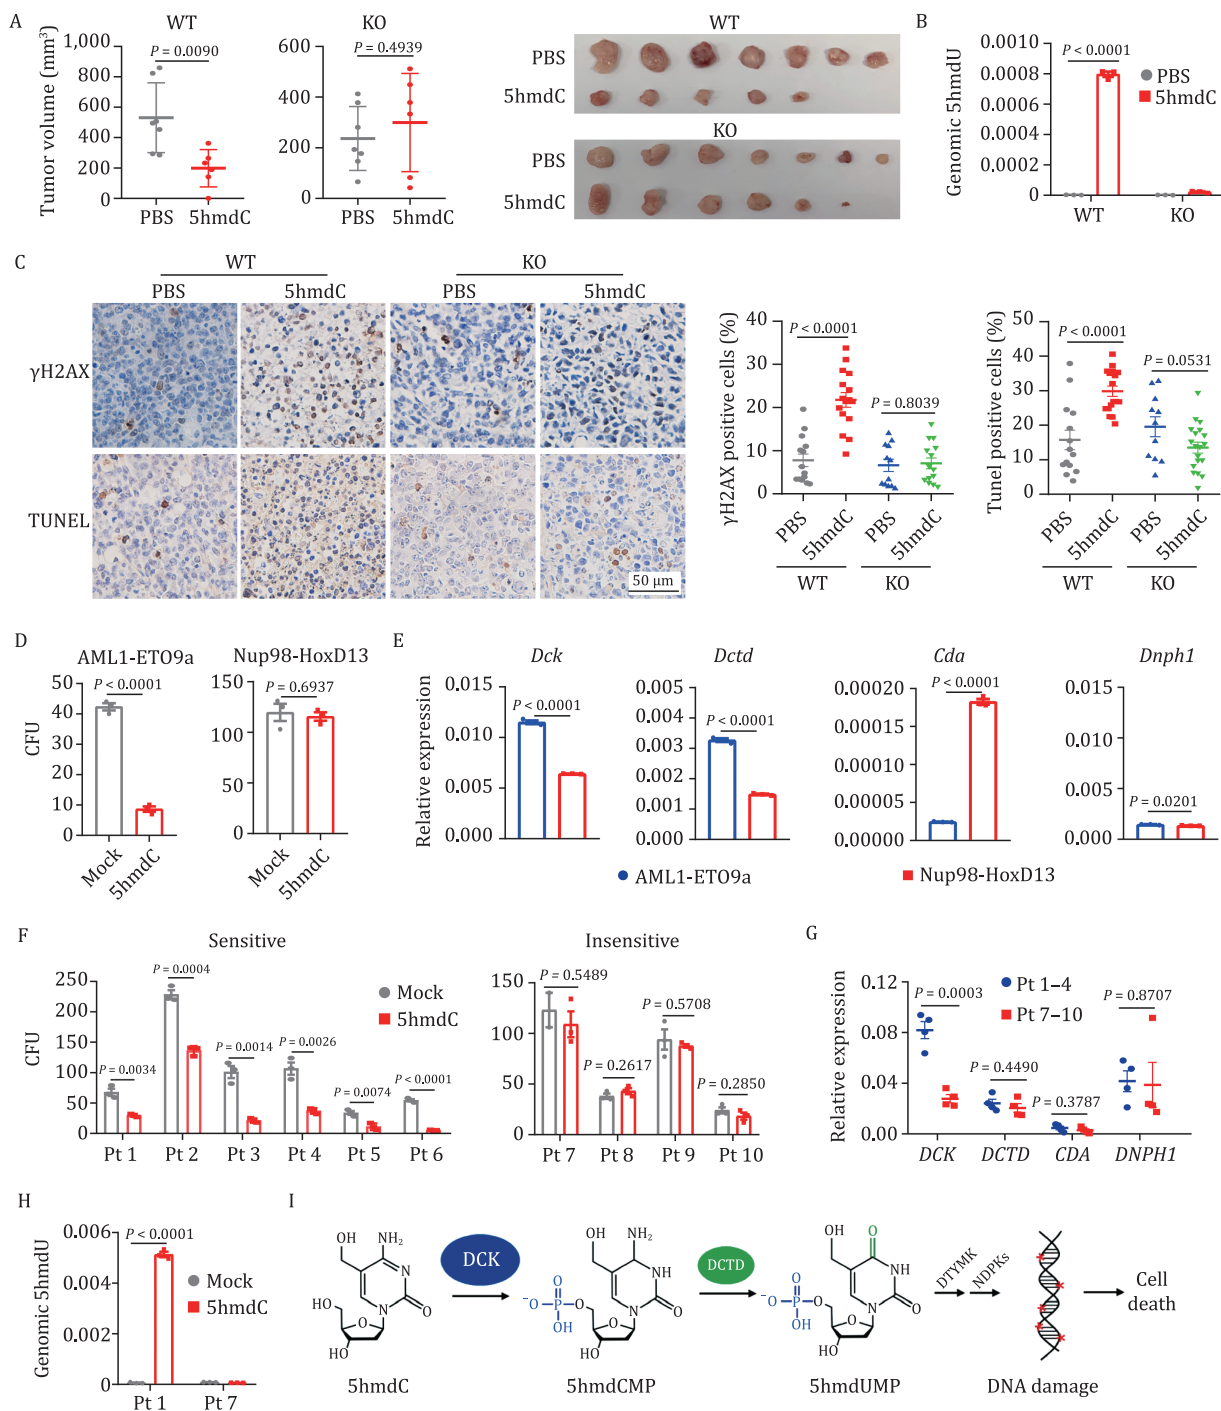 A
WT
KO
WT
B
Tumor volume (mm³)
1,000
800
600
400
200
0
P = 0.0090
PBS
5hmdC
600
400
200
0
P = 0.4939
PBS
5hmdC
PBS
5hmdC
KO
PBS
5hmdC
Genomic 5hmdU
0.0010
0.0008
0.0006
0.0004
0.0002
0
P < 0.0001
PBS
5hmdC
WT
KO
C
WT
KO
PBS
5hmdC
PBS
5hmdC
γH2AX
TUNEL
50 μm
γH2AX positive cells (%)
40
30
20
10
0
P < 0.0001
P = 0.8039
PBS
5hmdC
PBS
5hmdC
WT
KO
Tunel positive cells (%)
50
40
30
20
10
0
P < 0.0001
P = 0.0531
PBS
5hmdC
PBS
5hmdC
WT
KO
D
AML1-ETO9a
Nup98-HoxD13
CFU
50
40
30
20
10
0
P < 0.0001
Mock
5hmdC
150
100
50
0
P = 0.6937
Mock
5hmdC
E
Dck
Dctd
Cda
Dnph1
Relative expression
0.015
0.010
0.005
0.000
P < 0.0001
0.005
0.004
0.003
0.002
0.001
0.000
P < 0.0001
0.00020
0.00015
0.00010
0.00005
0.00000
P < 0.0001
0.015
0.010
0.005
0.000
P = 0.0201
AML1-ETO9a
Nup98-HoxD13
F
Sensitive
Insensitive
CFU
250
200
150
100
50
0
P = 0.0034
P = 0.0004
P = 0.0014
P = 0.0026
P = 0.0074
P < 0.0001
Mock
5hmdC
Pt 1
Pt 2
Pt 3
Pt 4
Pt 5
Pt 6
150
100
50
0
P = 0.5489
P = 0.2617
P = 0.5708
P = 0.2850
Pt 7
Pt 8
Pt 9
Pt 10
G
Relative expression
0.12
0.08
0.04
0.00
P = 0.0003
P = 0.4490
P = 0.3787
P = 0.8707
Pt 1–4
Pt 7–10
DCK
DCTD
CDA
DNPH1
H
Genomic 5hmdU
0.006
0.004
0.002
0.000
P < 0.0001
Mock
5hmdC
Pt 1
Pt 7
I
OH
NH₂
N
N
O
HO
O
HO
5hmdC
DCK
HO
NH₂
NH
N
O
O
⁻O
P
O
OH
O
HO
5hmdCMP
DCTD
HO
O
NH
N
O
O
⁻O
P
O
OH
O
HO
5hmdUMP
DTYMK
NDPKs
DNA damage
Cell
death